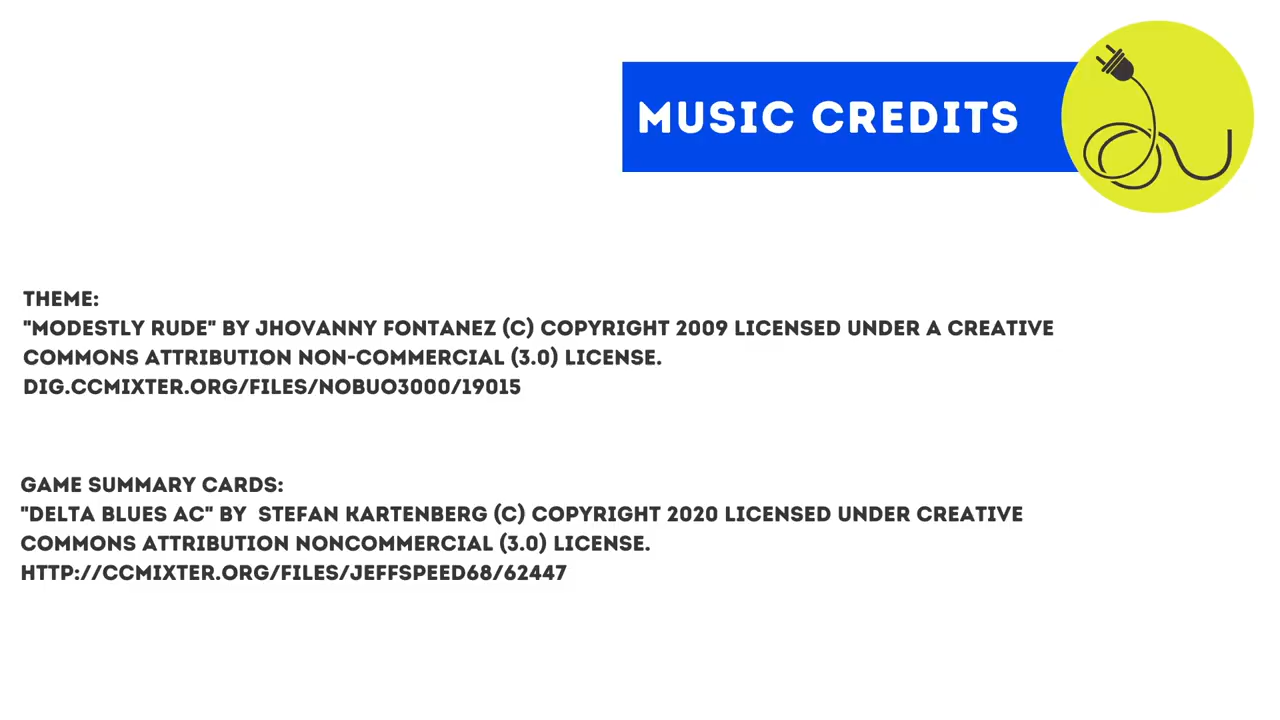 MUSIC CREDITS
THEME:
"MODESTLY RUDE" BY JHOVANNY FONTANEZ (C) COPYRIGHT 2009 LICENSED UNDER A CREATIVE
COMMONS ATTRIBUTION NON-COMMERCIAL (3.0) LICENSE.
DIG.CCMIXTER.ORG/FILES/NOBUO3000/19015
GAME SUMMARY CARDS:
"DELTA BLUES AC" BY  STEFAN KARTENBERG (C) COPYRIGHT 2020 LICENSED UNDER CREATIVE
COMMONS ATTRIBUTION NONCOMMERCIAL (3.0) LICENSE.
HTTP://CCMIXTER.ORG/FILES/JEFFSPEED68/62447